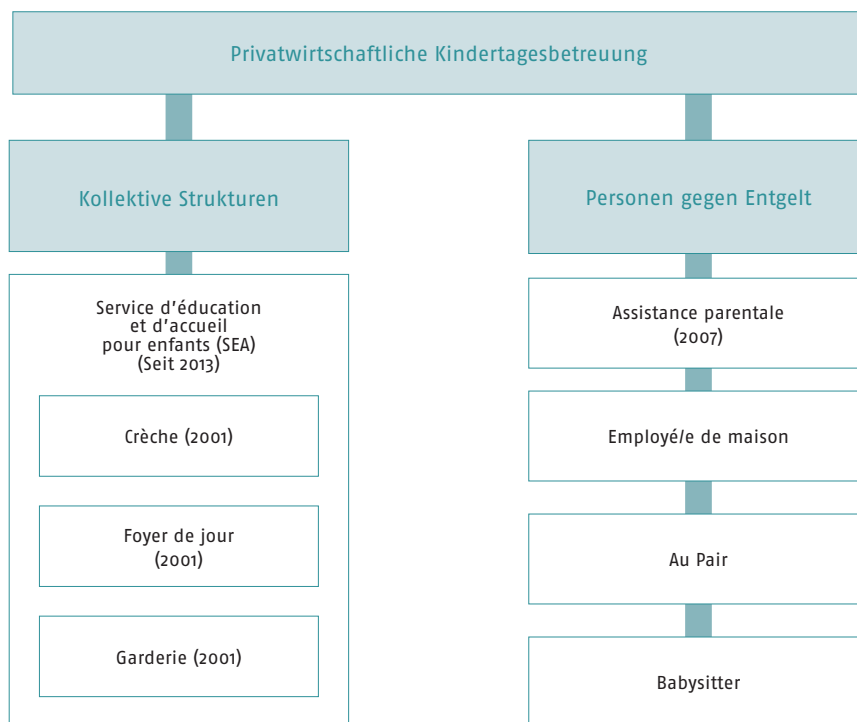 Privatwirtschaftliche Kindertagesbetreuung
Kollektive Strukturen
Service d'éducation
et d'accueil
pour enfants (SEA)
(Seit 2013)
Crèche (2001)
Foyer de jour
(2001)
Garderie (2001)
Personen gegen Entgelt
Assistance parentale
(2007)
Employé/e de maison
Au Pair
Babysitter